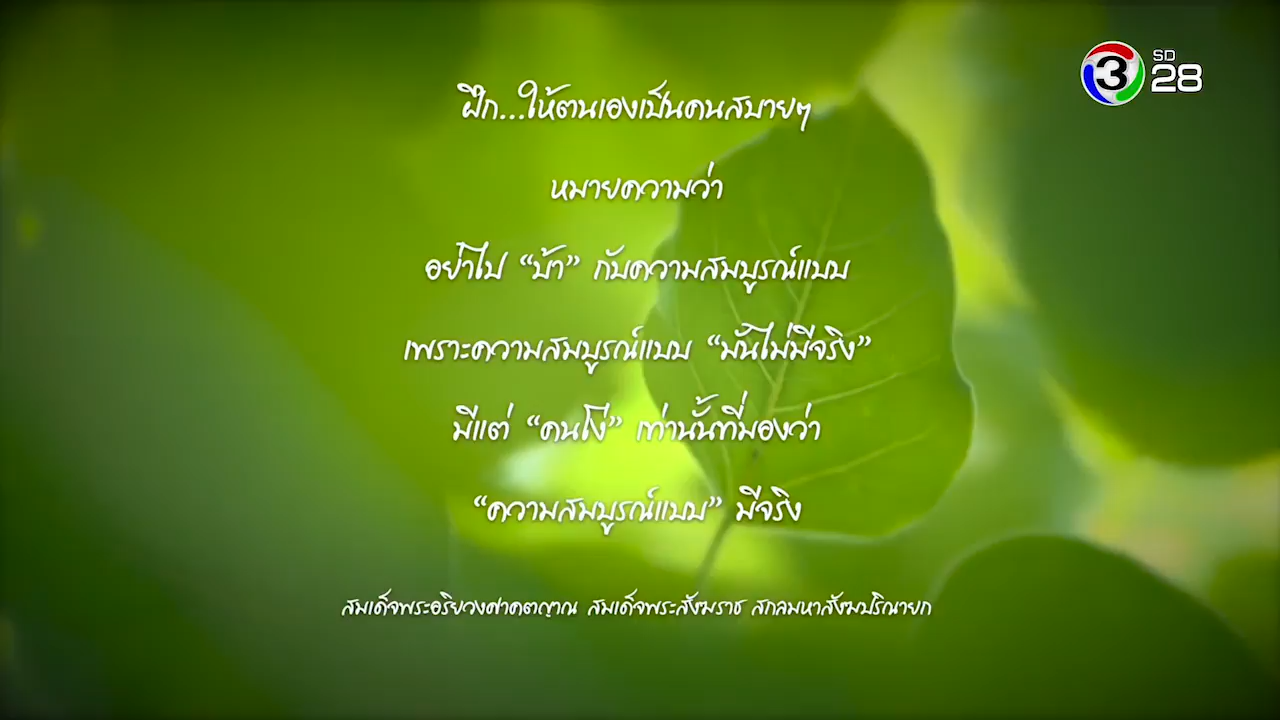 3 SD 28
ฝึก...ให้ตนเองเป็นคนสบายๆ
หมายความว่า
อย่าไป “บ้า” กับความสมบูรณ์แบบ
เพราะความสมบูรณ์แบบ “มันไม่มีจริง”
มีแต่ “คนโง่” เท่านั้นที่มองว่า
“ความสมบูรณ์แบบ” มีจริง
สมเด็จพระอริยวงศาคตญาณ สมเด็จพระสังฆราช สกลมหาสังฆปริณายก